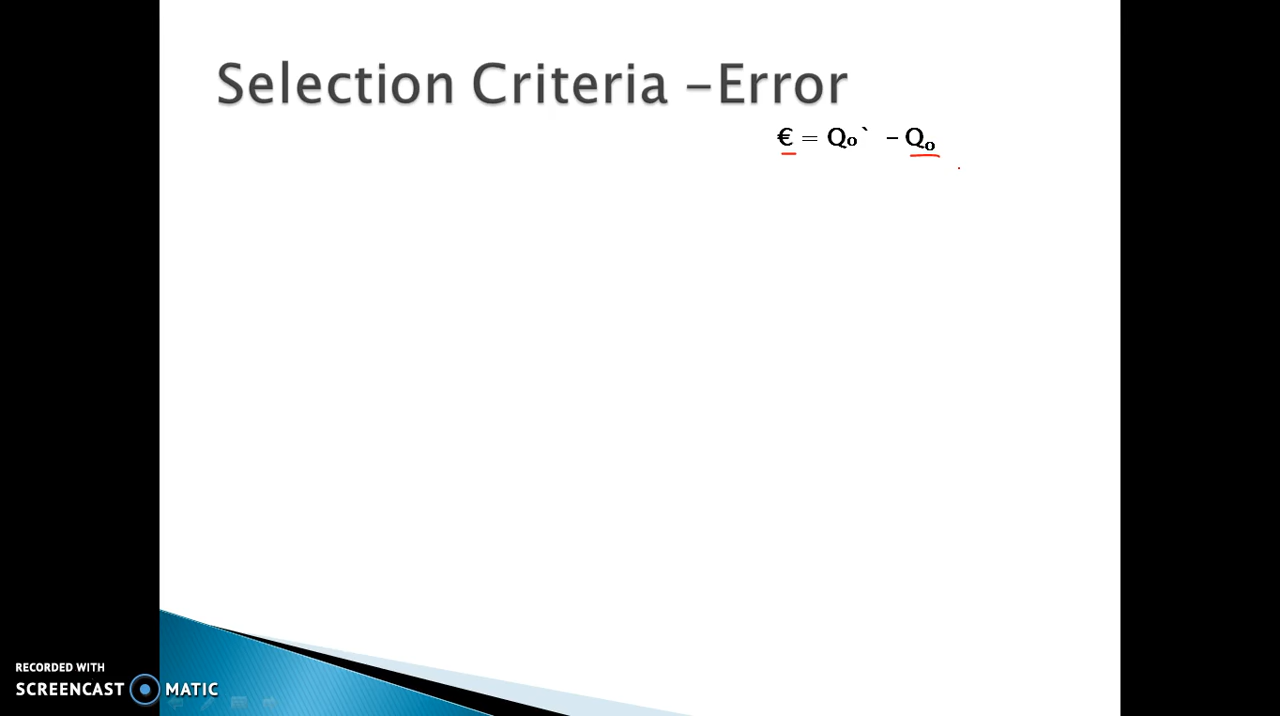 Selection Criteria –Error
€ = Qₒ` – Qₒ
RECORDED WITH
SCREENCAST MATIC